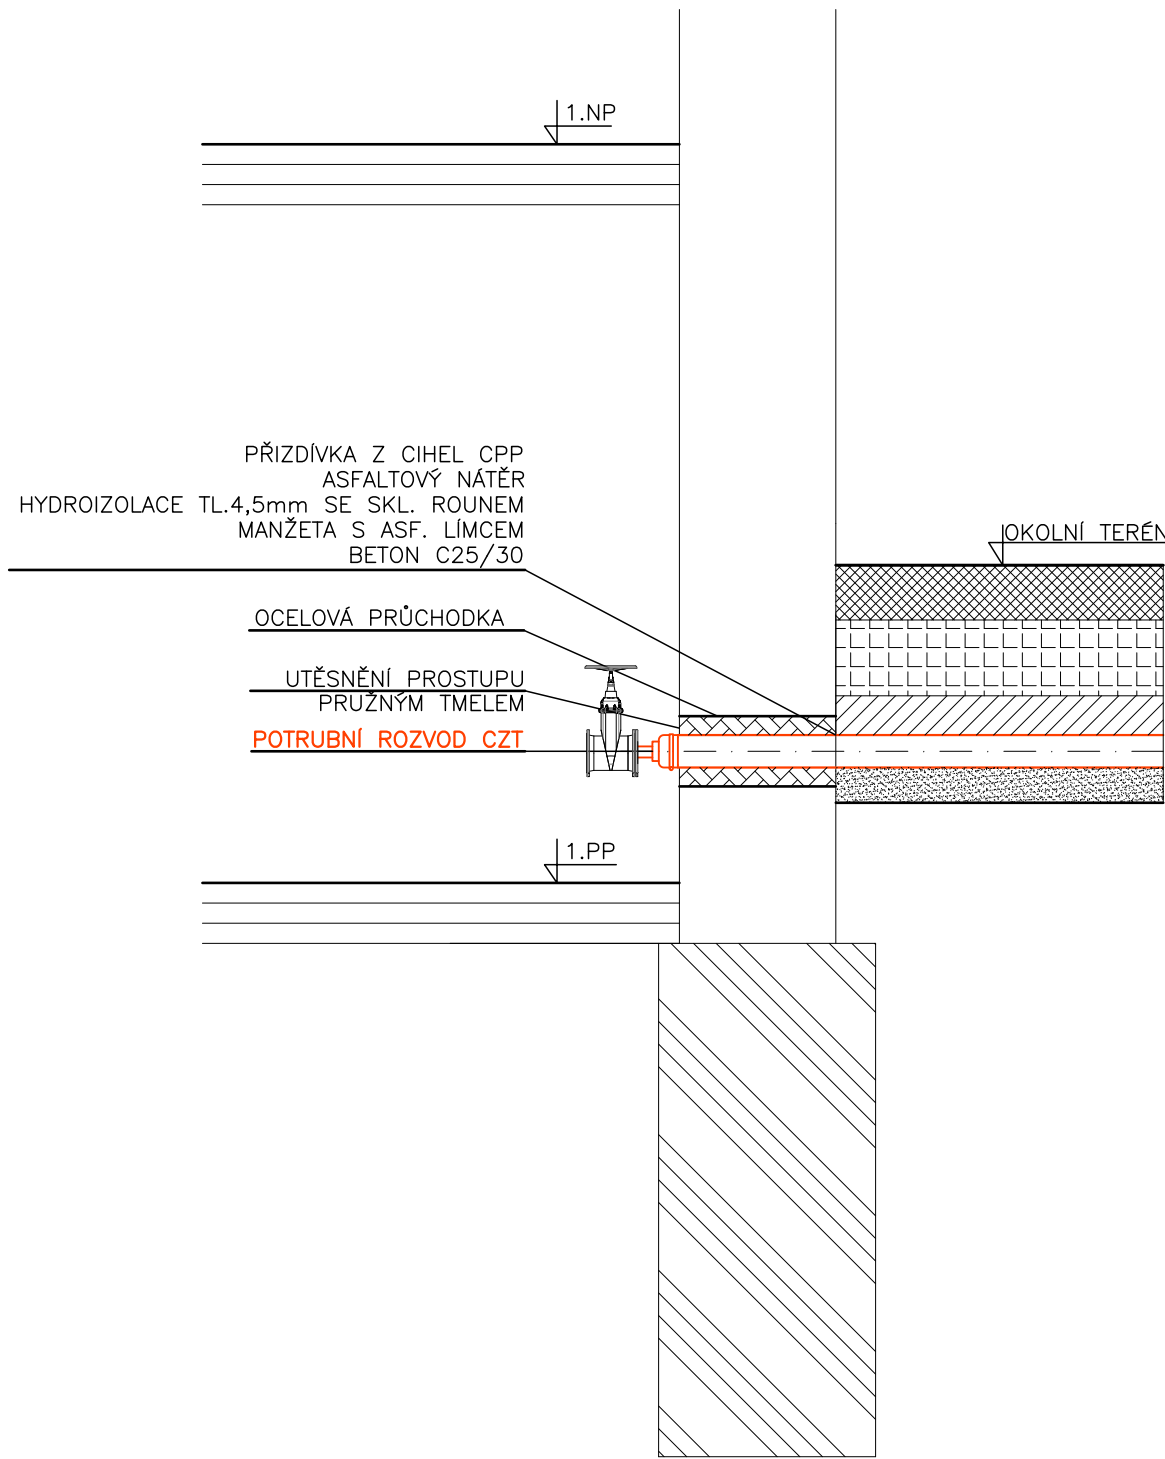 1.NP
PŘIZDÍVKA Z CIHEL CPP
ASFALTOVÝ NÁTĚR
HYDROIZOLACE TL.4,5mm SE SKL. ROUNEM
MANŽETA S ASF. LÍMCEM
BETON C25/30
OKOLNÍ TERÉN
OCELOVÁ PRŮCHODKA
UTĚSNĚNÍ PROSTUPU
PRUŽNÝM TMELEM
POTRUBNÍ ROZVOD CZT
1.PP